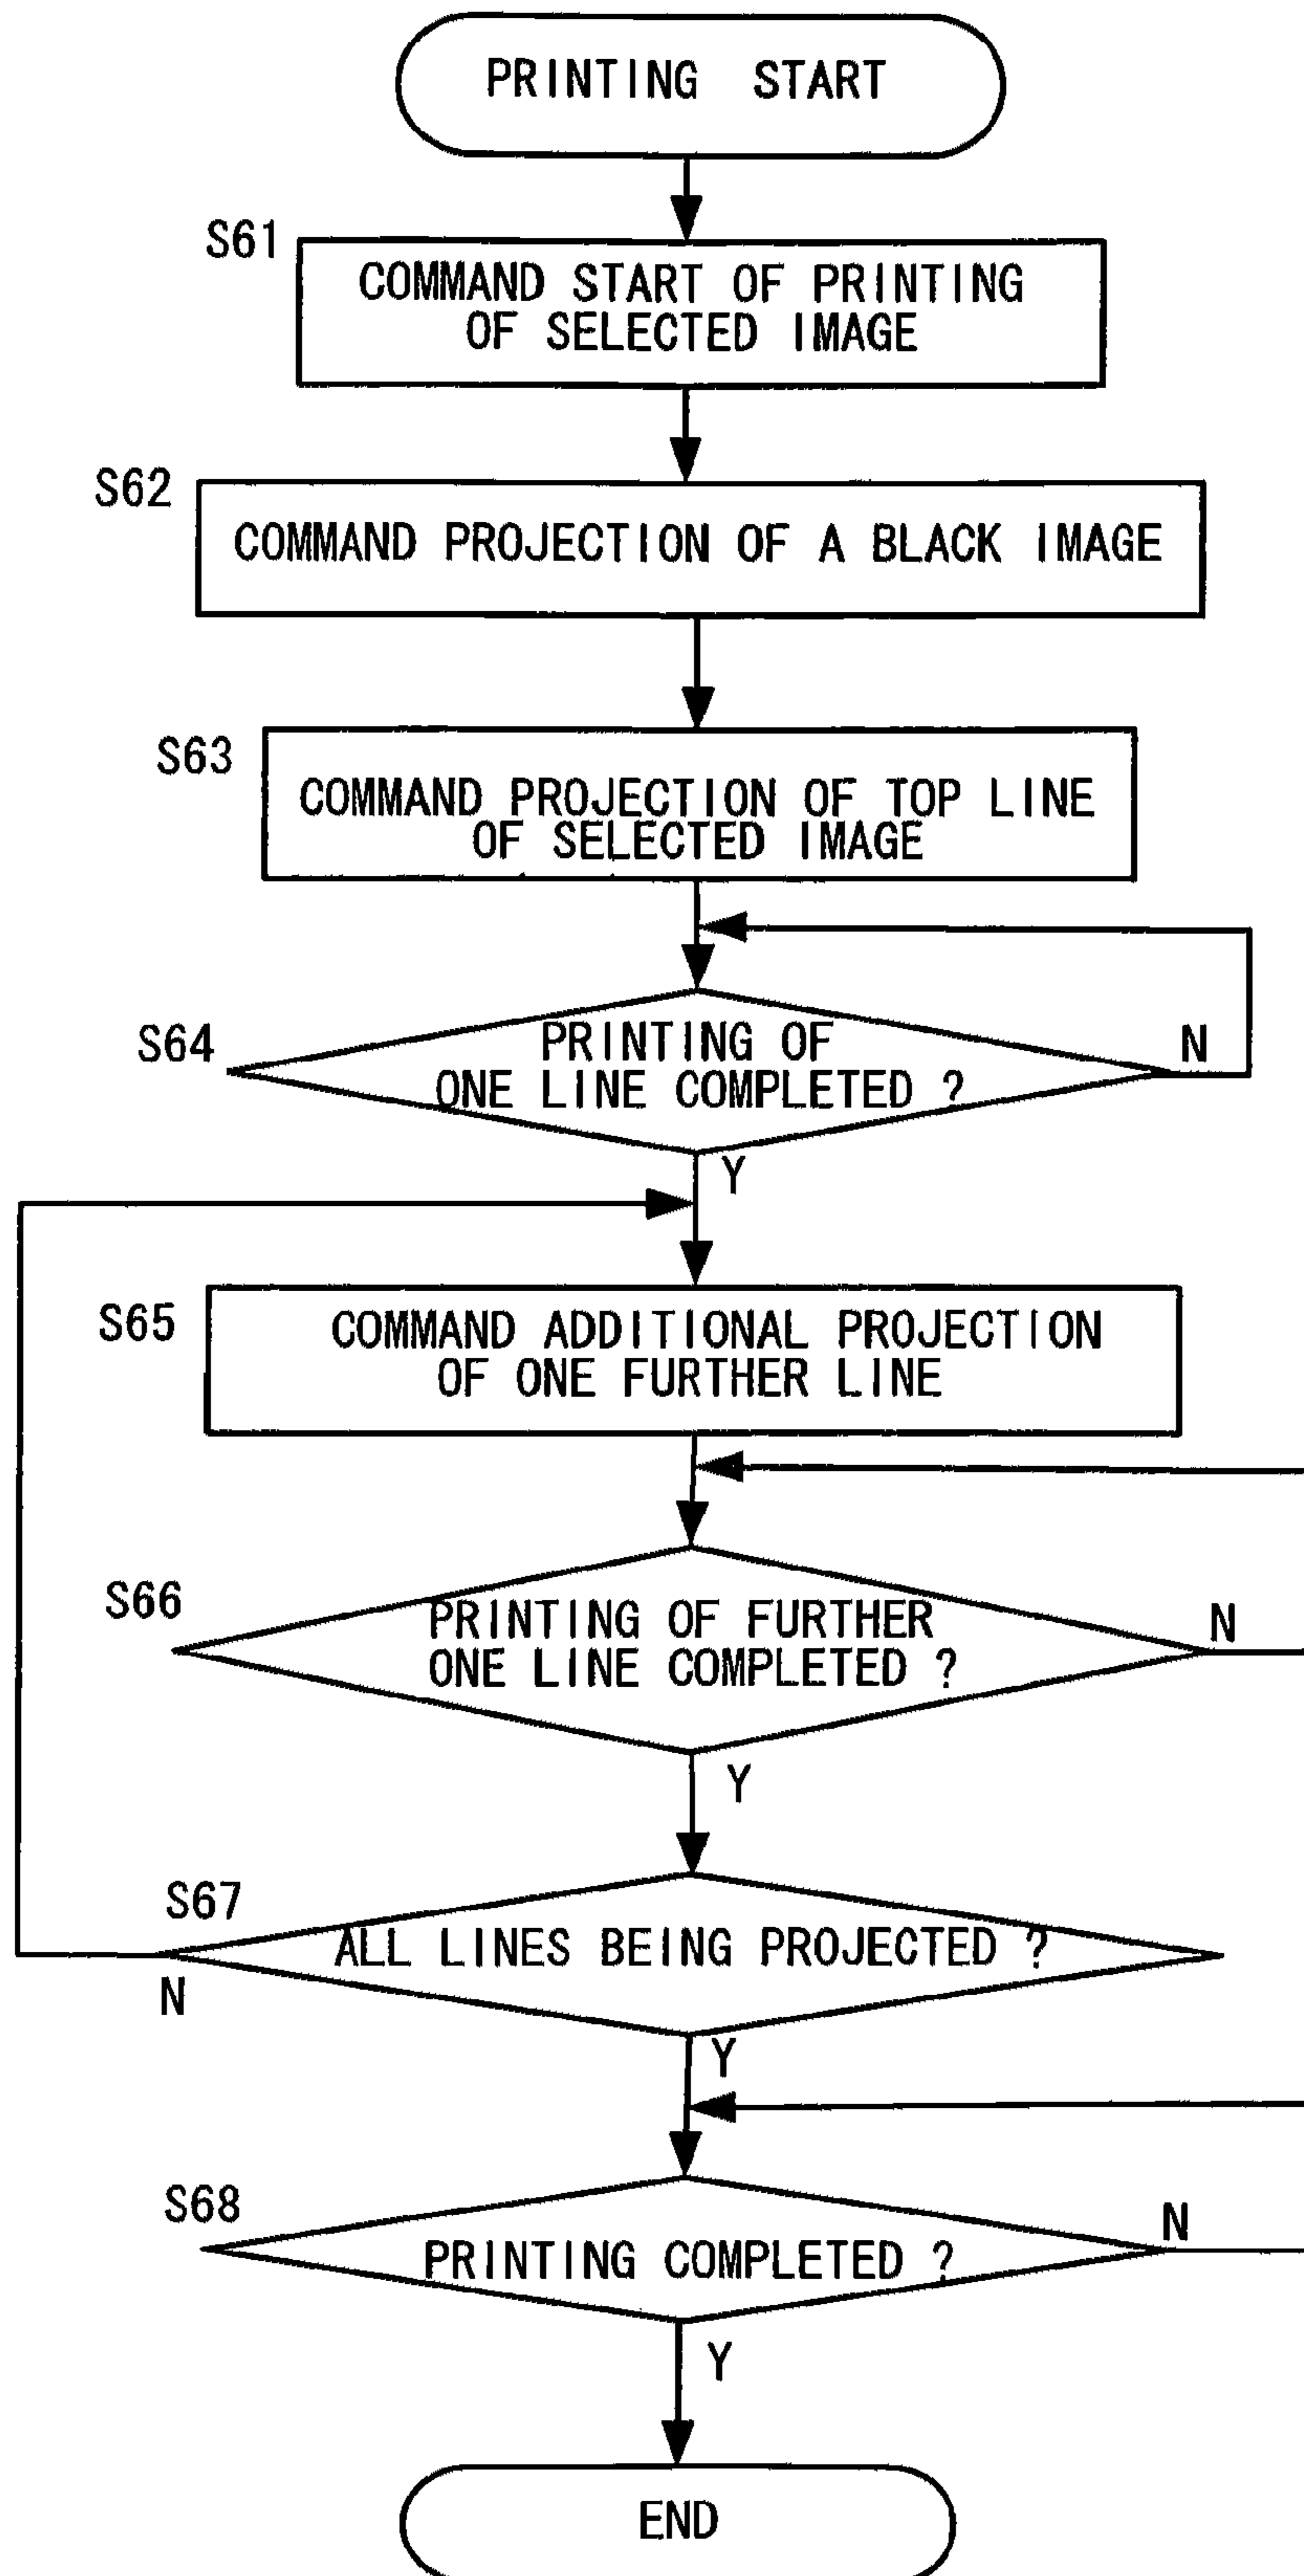 PRINTING START
S61
COMMAND START OF PRINTING
OF SELECTED IMAGE
S62
COMMAND PROJECTION OF A BLACK IMAGE
S63
COMMAND PROJECTION OF TOP LINE
OF SELECTED IMAGE
S64
PRINTING OF
ONE LINE COMPLETED ?
N
Y
S65
COMMAND ADDITIONAL PROJECTION
OF ONE FURTHER LINE
S66
PRINTING OF FURTHER
ONE LINE COMPLETED ?
N
Y
S67
ALL LINES BEING PROJECTED ?
N
Y
S68
PRINTING COMPLETED ?
N
Y
END